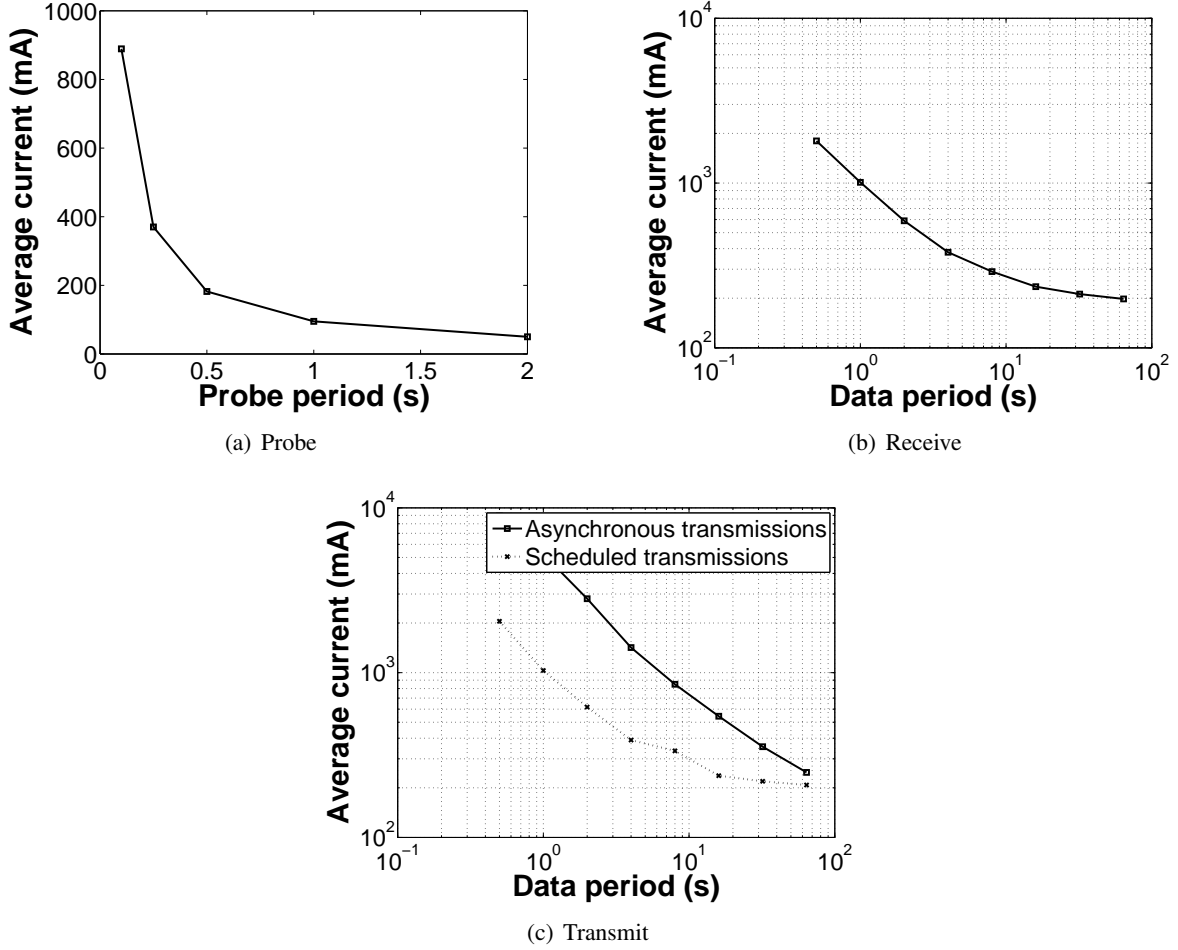 Average current (mA)
1000
800
600
400
200
0
0 0.5 1 1.5 2
Probe period (s)
(a) Probe
Average current (mA)
10^4
10^3
10^2
10^-1 10^0 10^1 10^2
Data period (s)
(b) Receive
Average current (mA)
10^4
10^3
10^2
Asynchronous transmissions
Scheduled transmissions
10^-1 10^0 10^1 10^2
Data period (s)
(c) Transmit